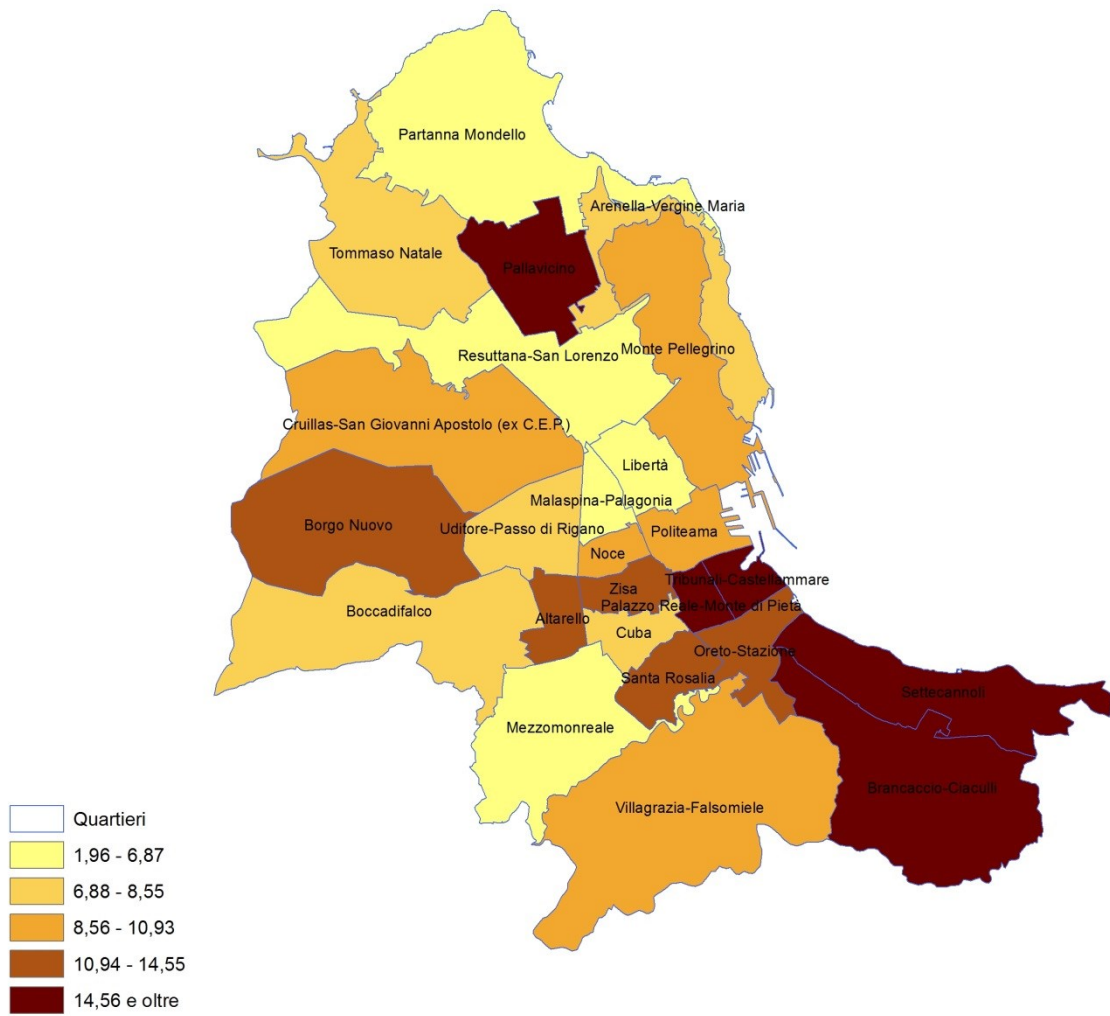 Partanna Mondello
Arenella-Vergine Maria
Tommaso Natale
Pallavicino
Resuttana-San Lorenzo
Monte Pellegrino
Cruillas-San Giovanni Apostolo (ex C.E.P.)
Libertà
Malaspina-Palagonia
Borgo Nuovo
Uditore-Passo di Rigano
Politeama
Noce
Tribunali-Castellammare
Zisa
Palazzo Reale-Monte di Pietà
Boccadifalco
Altarello
Cuba
Oreto-Stazione
Santa Rosalia
Settecannoli
Mezzomonreale
Brancaccio-Ciaculli
Villagrazia-Falsomiele
Quartieri
1,96 - 6,87
6,88 - 8,55
8,56 - 10,93
10,94 - 14,55
14,56 e oltre